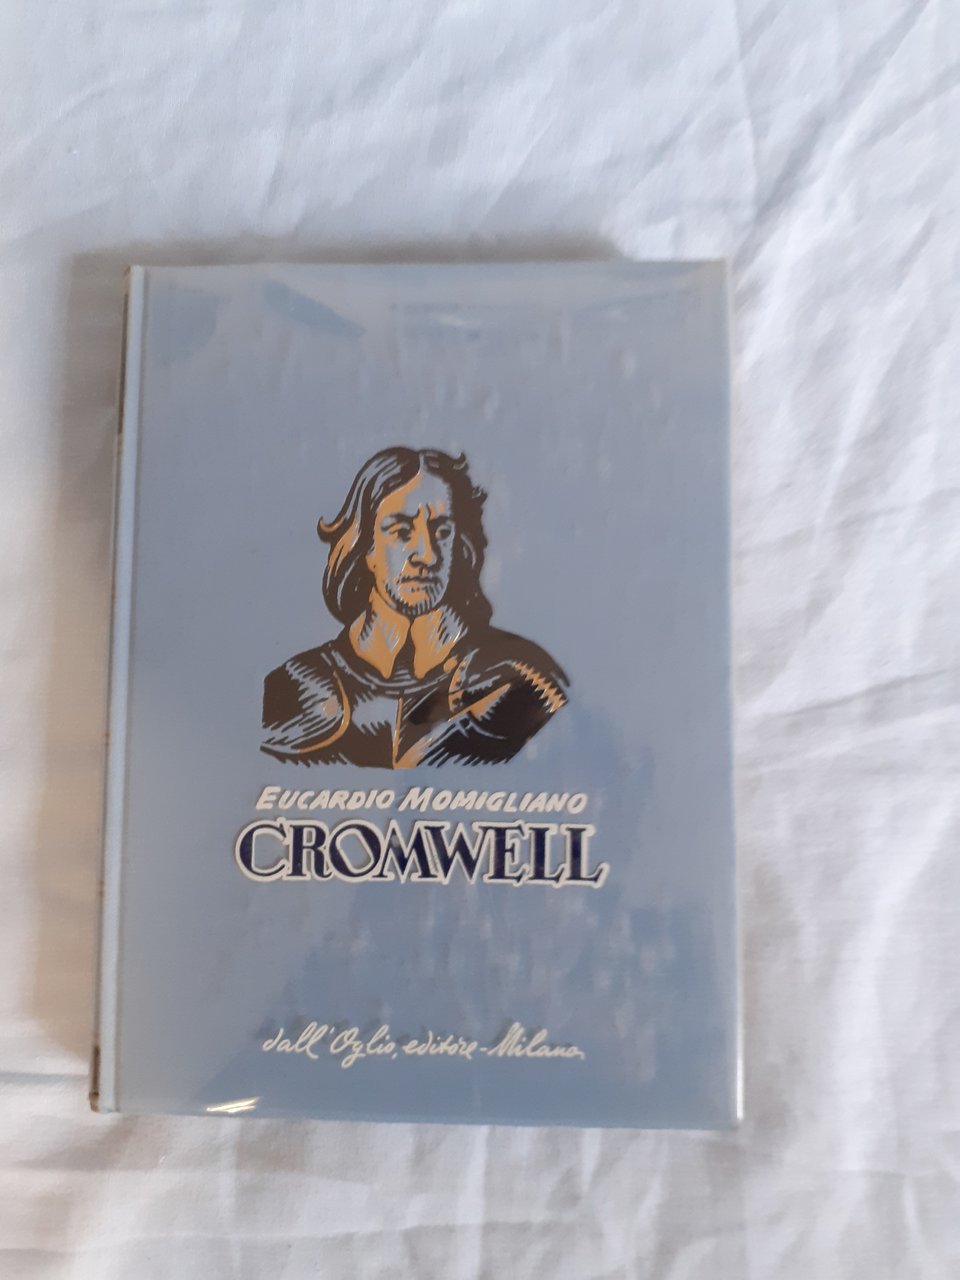 EUCARDIO MOMIGLIANO
CROMWELL
dall'Oglio, editore - Milano